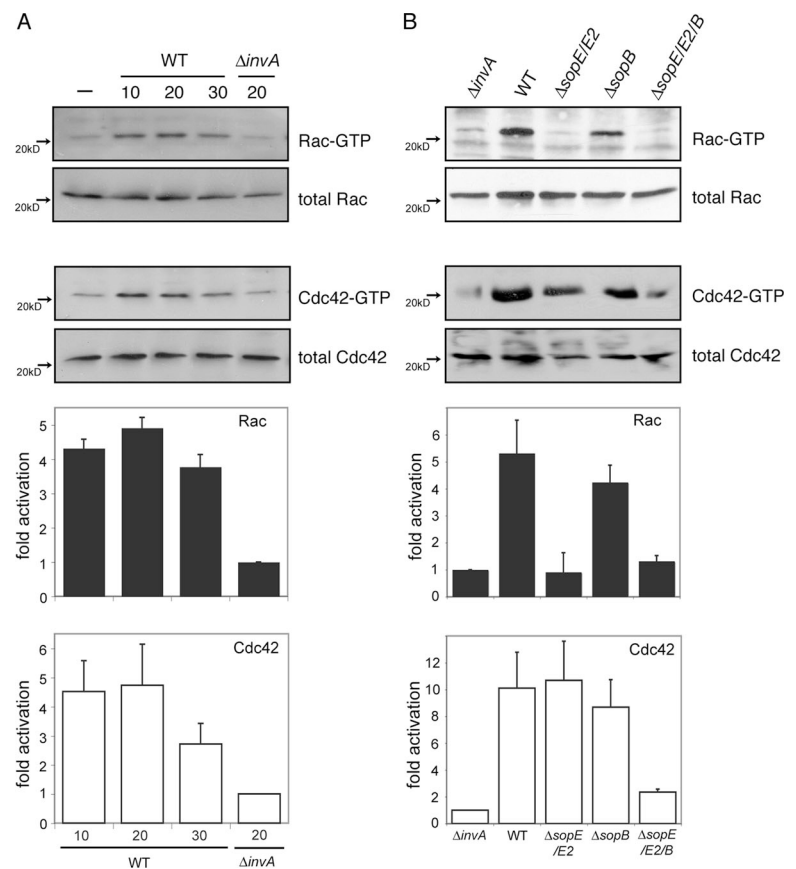 A
WT
ΔinvA
–
10
20
30
20
20kD
Rac-GTP
20kD
total Rac
20kD
Cdc42-GTP
20kD
total Cdc42
Rac
fold activation
5
4
3
2
1
0
Cdc42
fold activation
6
5
4
3
2
1
0
10
20
30
20
WT
ΔinvA
B
ΔinvA
WT
ΔsopE/E2
ΔsopB
ΔsopE/E2/B
20kD
Rac-GTP
20kD
total Rac
20kD
Cdc42-GTP
20kD
total Cdc42
Rac
fold activation
6
5
4
3
2
1
0
Cdc42
fold activation
12
10
8
6
4
2
0
ΔinvA
WT
ΔsopE
/E2
ΔsopB
ΔsopE
/E2/B